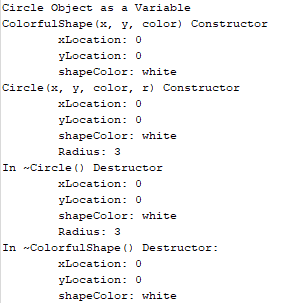 Circle Object as a Variable
ColorfulShape(x, y, color) Constructor
xLocation: 0
yLocation: 0
shapeColor: white
Circle(x, y, color, r) Constructor
xLocation: 0
yLocation: 0
shapeColor: white
Radius: 3
In ~Circle() Destructor
xLocation: 0
yLocation: 0
shapeColor: white
Radius: 3
In ~ColorfulShape() Destructor:
xLocation: 0
yLocation: 0
shapeColor: white